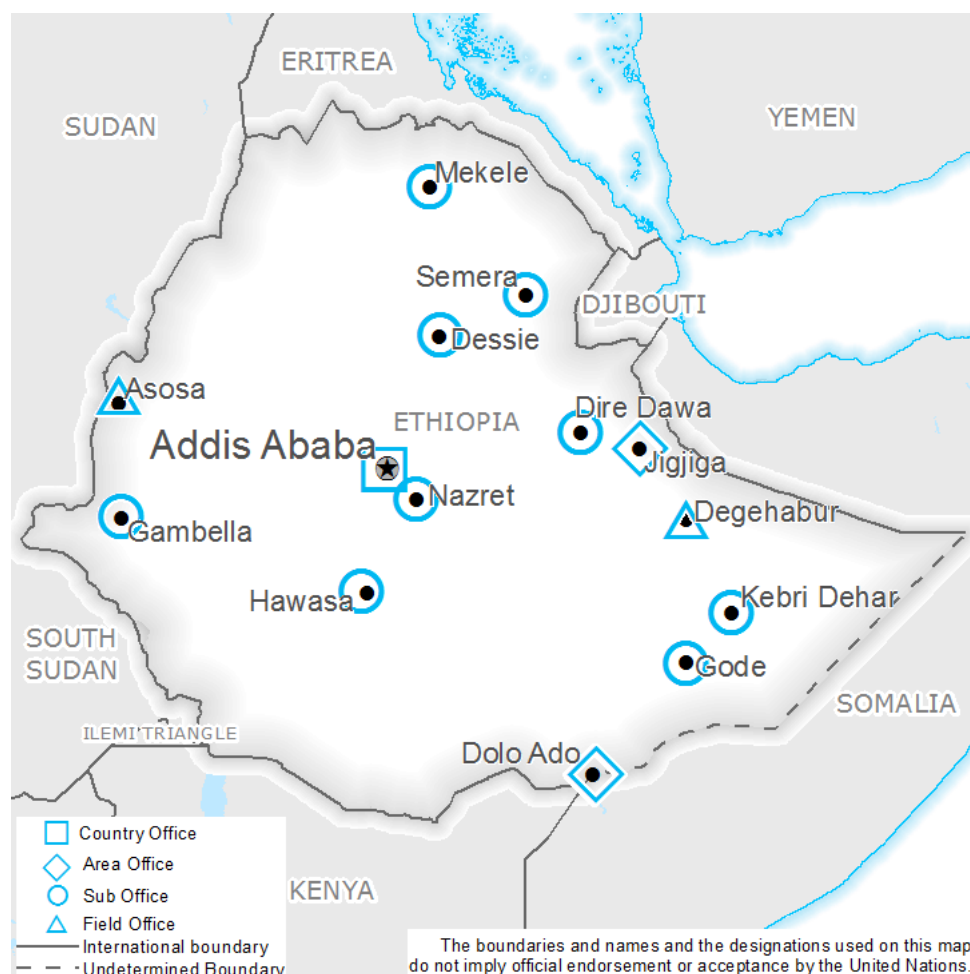 ERITREA
SUDAN
YEMEN
Mekele
Semera
DJIBOUTI
Dessie
Asosa
Dire Dawa
ETHIOPIA
Addis Ababa
Jigjiga
Nazret
Degehabur
Gambella
Hawasa
Kebri Dehar
SOUTH
SUDAN
Gode
SOMALIA
ILEMI TRIANGLE
Dolo Ado
KENYA
Country Office
Area Office
Sub Office
Field Office
International boundary
Undetermined Boundary
The boundaries and names and the designations used on this map
do not imply official endorsement or acceptance by the United Nations.